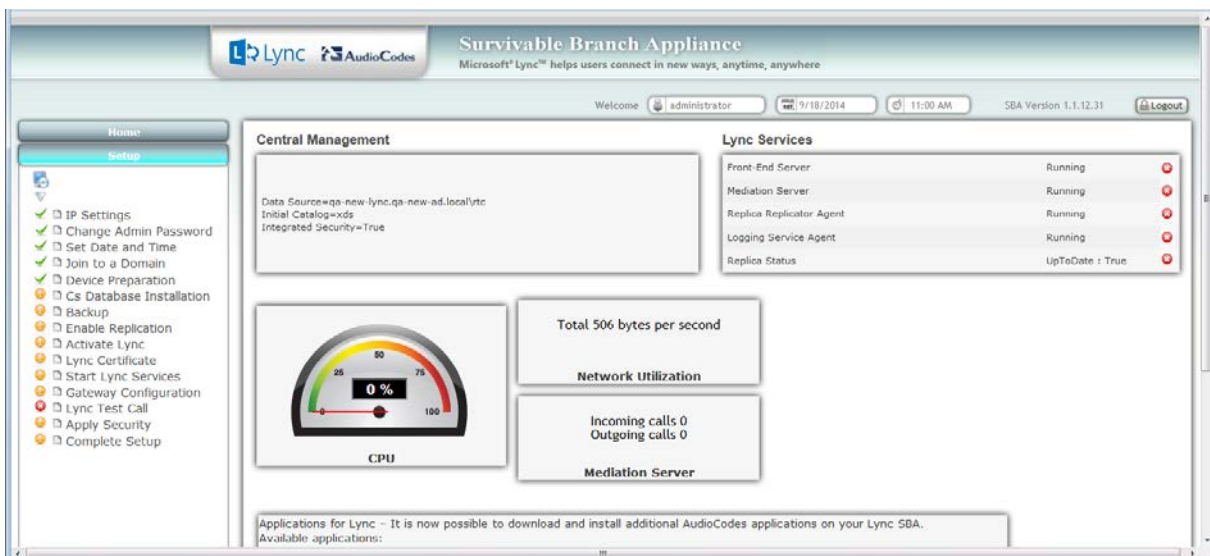 Lync AudioCodes
Survivable Branch Appliance
Microsoft® Lync™ helps users connect in new ways, anytime, anywhere
Welcome administrator 9/18/2014 11:00 AM SBA Version 1.1.12.31 Logout
Home
Setup
IP Settings
Change Admin Password
Set Date and Time
Join to a Domain
Device Preparation
Cs Database Installation
Backup
Enable Replication
Activate Lync
Lync Certificate
Start Lync Services
Gateway Configuration
Lync Test Call
Apply Security
Complete Setup
Central Management
Data Source=qa-new-lync.qa-new-ad.local\rtc
Initial Catalog=xds
Integrated Security=True
Lync Services
Front-End Server Running
Mediation Server Running
Replica Replicator Agent Running
Logging Service Agent Running
Replica Status UpToDate : True
0 25 50 75 100
0 %
CPU
Total 506 bytes per second
Network Utilization
Incoming calls 0
Outgoing calls 0
Mediation Server
Applications for Lync - It is now possible to download and install additional AudioCodes applications on your Lync SBA.
Available applications: